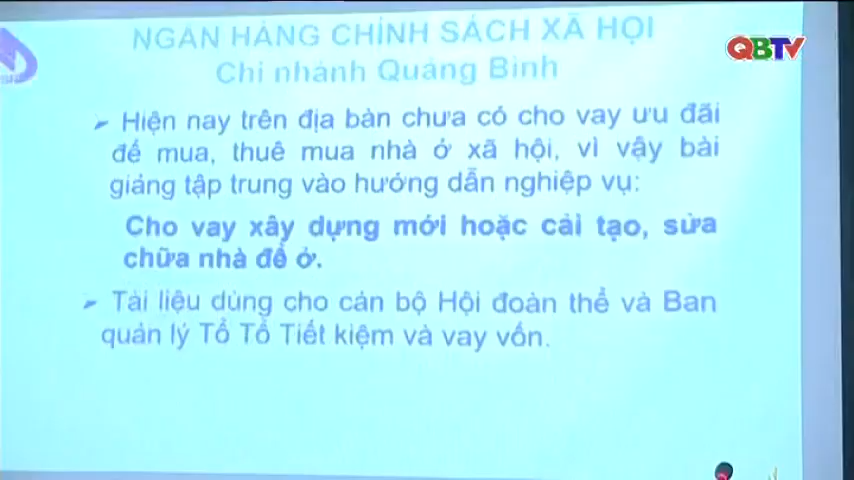 NGÂN HÀNG CHÍNH SÁCH XÃ HỘI
Chi nhánh Quảng Bình
QBTV
➢ Hiện nay trên địa bàn chưa có cho vay ưu đãi
để mua, thuê mua nhà ở xã hội, vì vậy bài
giảng tập trung vào hướng dẫn nghiệp vụ:
Cho vay xây dựng mới hoặc cải tạo, sửa
chữa nhà để ở.
➢ Tài liệu dùng cho cán bộ Hội đoàn thể và Ban
quản lý Tổ Tổ Tiết kiệm và vay vốn.